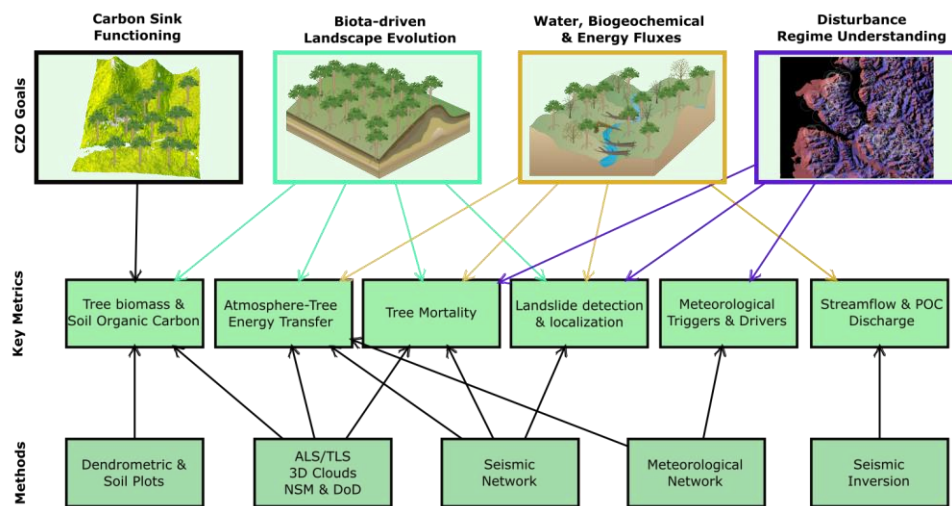 Carbon Sink
Functioning
Biota-driven
Landscape Evolution
Water, Biogeochemical
& Energy Fluxes
Disturbance
Regime Understanding
CZO Goals
Key Metrics
Tree biomass &
Soil Organic Carbon
Atmosphere-Tree
Energy Transfer
Tree Mortality
Landslide detection
& localization
Meteorological
Triggers & Drivers
Streamflow & POC
Discharge
Methods
Dendrometric &
Soil Plots
ALS/TLS
3D Clouds
NSM & DoD
Seismic
Network
Meteorological
Network
Seismic
Inversion